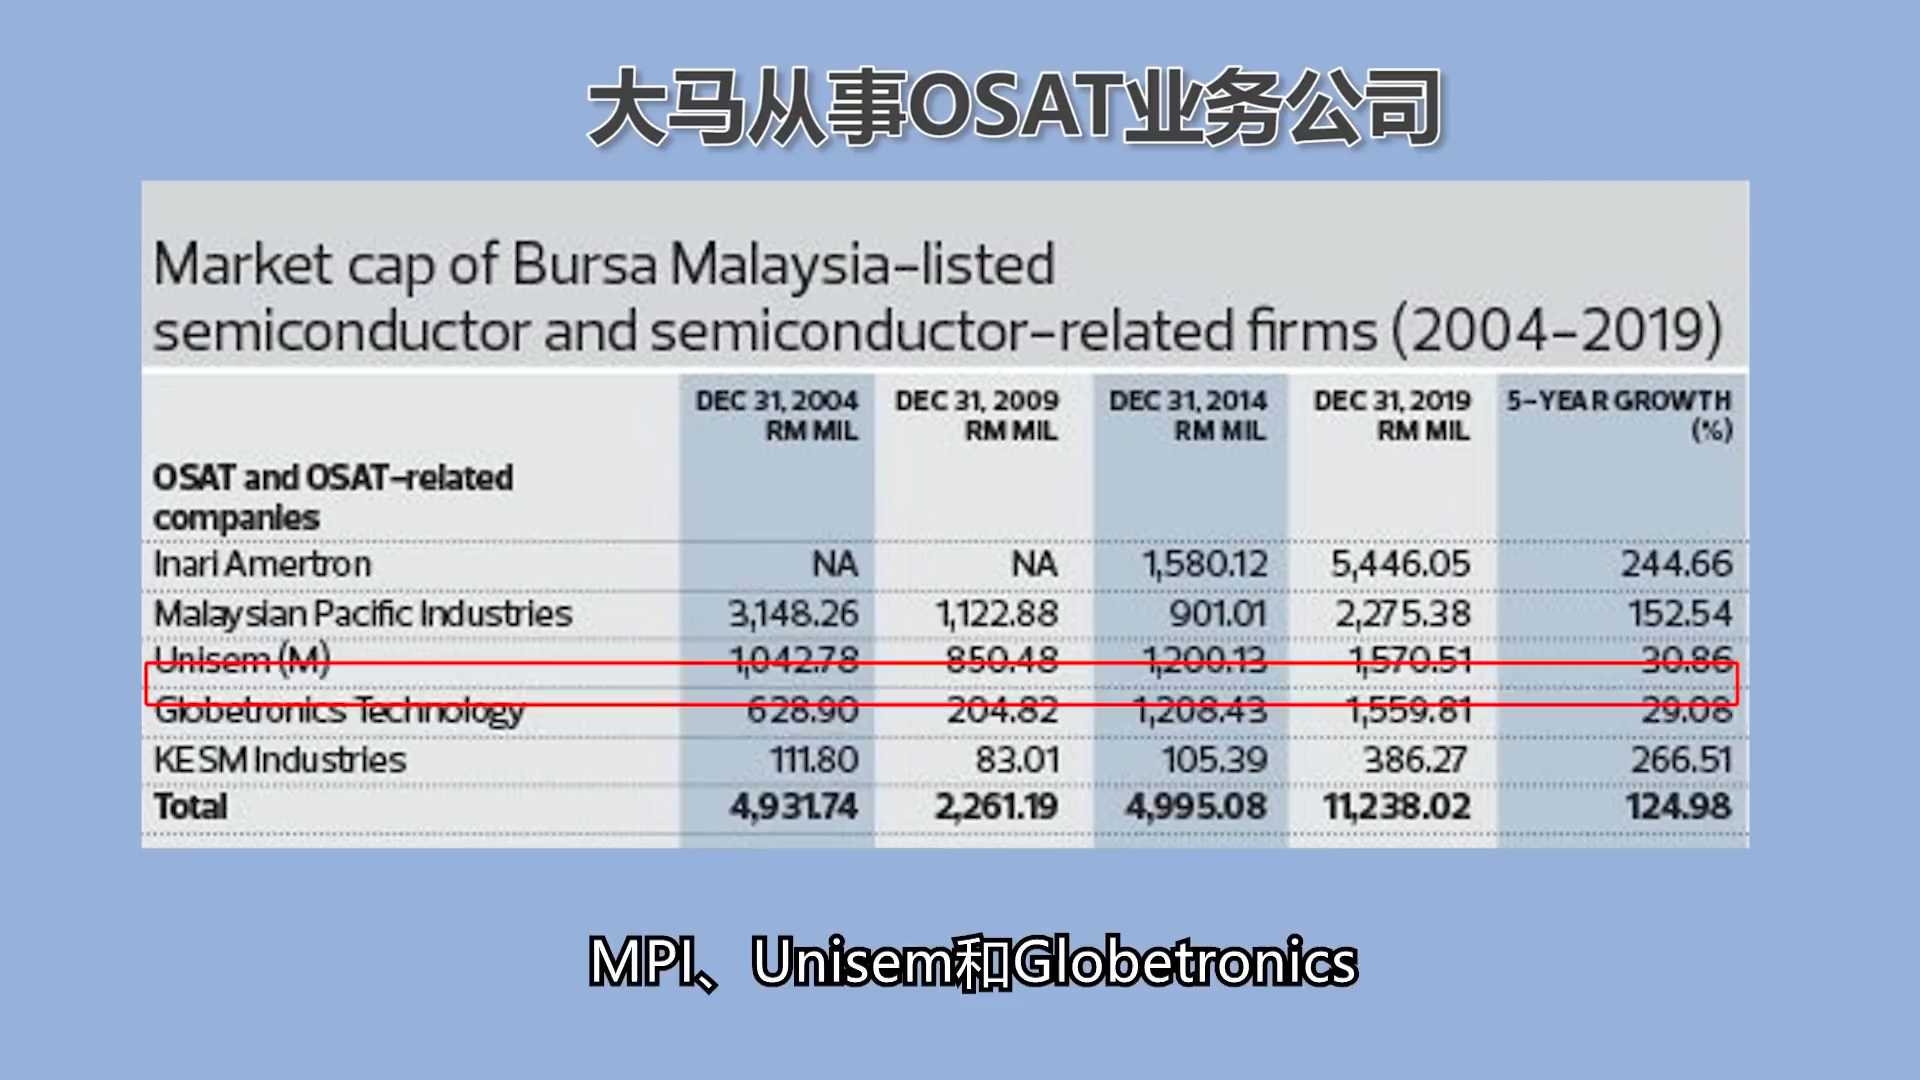 大马从事OSAT业务公司
Market cap of Bursa Malaysia-listed
semiconductor and semiconductor-related firms (2004-2019)
DEC 31, 2004 DEC 31, 2009 DEC 31, 2014 DEC 31, 2019 5-YEAR GROWTH
RM MIL RM MIL RM MIL RM MIL (%)
OSAT and OSAT-related
companies
Inari Amertron NA NA 1,580.12 5,446.05 244.66
Malaysian Pacific Industries 3,148.26 1,122.88 901.01 2,275.38 152.54
Unisem (M) 1,042.78 850.48 1,200.13 1,570.51 30.86
Globetronics Technology 628.90 204.82 1,208.43 1,559.81 29.08
KESM Industries 111.80 83.01 105.39 386.27 266.51
Total 4,931.74 2,261.19 4,995.08 11,238.02 124.98
MPI、Unisem和Globetronics